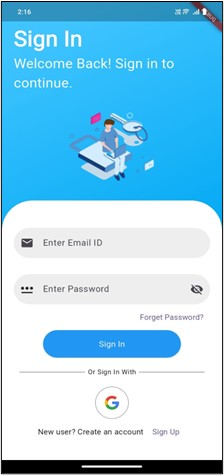 2:16
Sign In
Welcome Back! Sign in to
continue.
Enter Email ID
Enter Password
Forget Password?
Sign In
Or Sign In With
New user? Create an account Sign Up